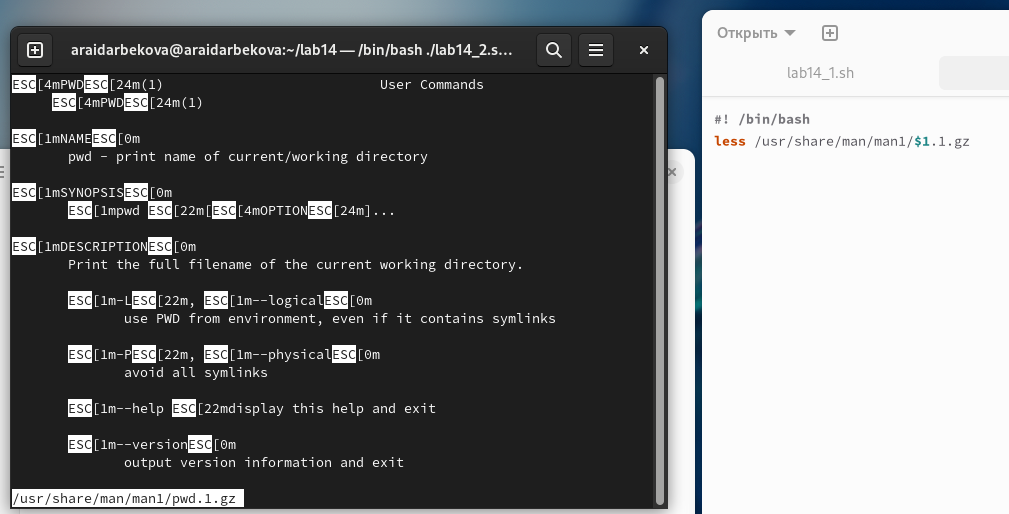 araidarbekova@araidarbekova:~/lab14 — /bin/bash ./lab14_2.s...
ESC[4mPWDESC[24m(1) User Commands
ESC[4mPWDESC[24m(1)
ESC[1mNAMEESC[0m
pwd - print name of current/working directory
ESC[1mSYNOPSISESC[0m
ESC[1mpwd ESC[22m[ESC[4mOPTIONESC[24m]...
ESC[1mDESCRIPTIONESC[0m
Print the full filename of the current working directory.
ESC[1m-LESC[22m, ESC[1m--logicalESC[0m
use PWD from environment, even if it contains symlinks
ESC[1m-PESC[22m, ESC[1m--physicalESC[0m
avoid all symlinks
ESC[1m--help ESC[22mdisplay this help and exit
ESC[1m--versionESC[0m
output version information and exit
/usr/share/man/man1/pwd.1.gz
Открыть
lab14_1.sh
#! /bin/bash
less /usr/share/man/man1/$1.1.gz